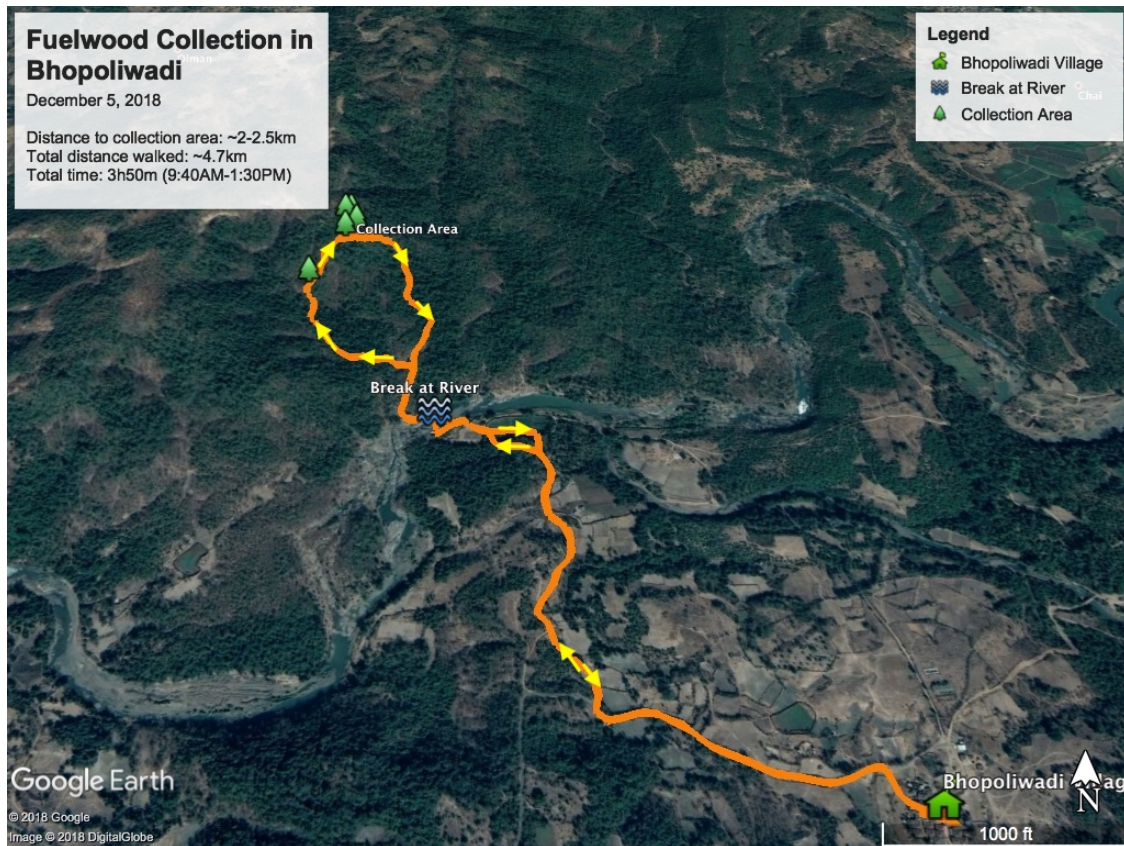 Fuelwood Collection in
Bhopoliwadi
December 5, 2018
Distance to collection area: ~2-2.5km
Total distance walked: ~4.7km
Total time: 3h50m (9:40AM-1:30PM)
Legend
Bhopoliwadi Village
Break at River
Collection Area
Chai
Collection Area
Break at River
Bhopoliwadi
N
1000 ft
Google Earth
© 2018 Google
Image © 2018 DigitalGlobe